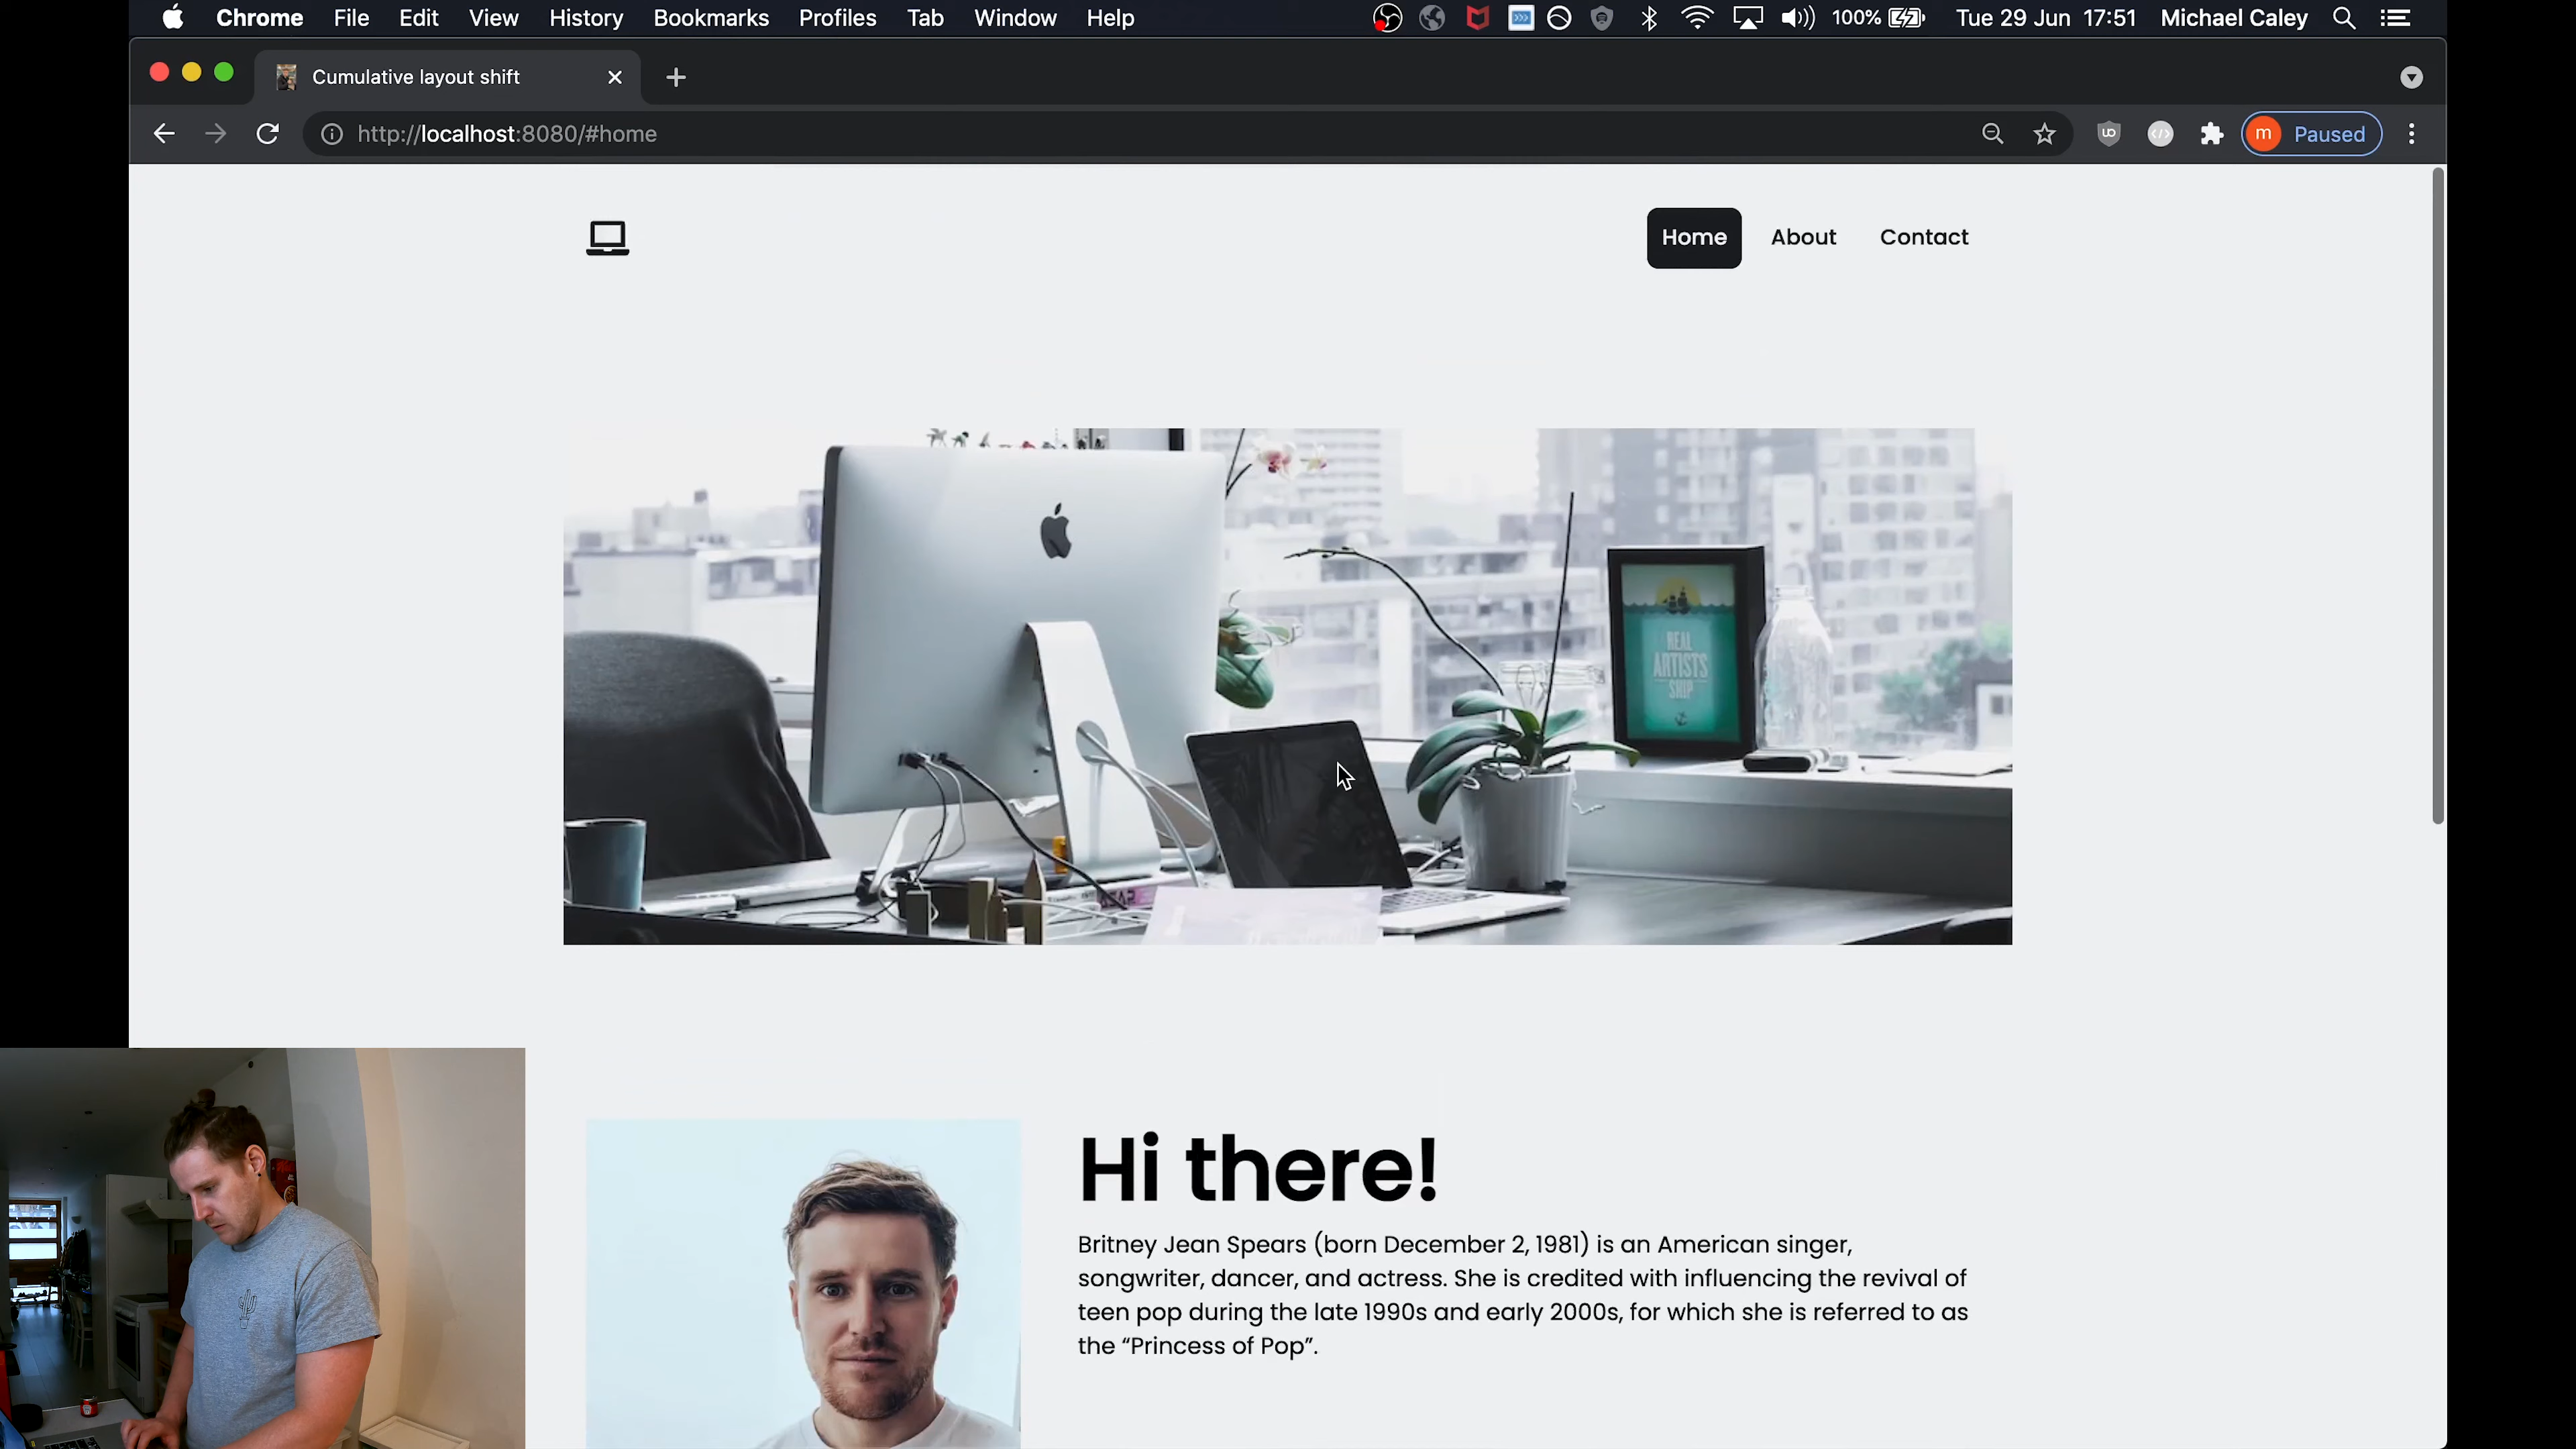 Chrome File Edit View History Bookmarks Profiles Tab Window Help 100% Tue 29 Jun 17:51 Michael Caley
Cumulative layout shift
http://localhost:8080/#home m Paused
Home About Contact
REAL
ARTISTS
SHIP
Hi there!
Britney Jean Spears (born December 2, 1981) is an American singer,
songwriter, dancer, and actress. She is credited with influencing the revival of
teen pop during the late 1990s and early 2000s, for which she is referred to as
the “Princess of Pop”.